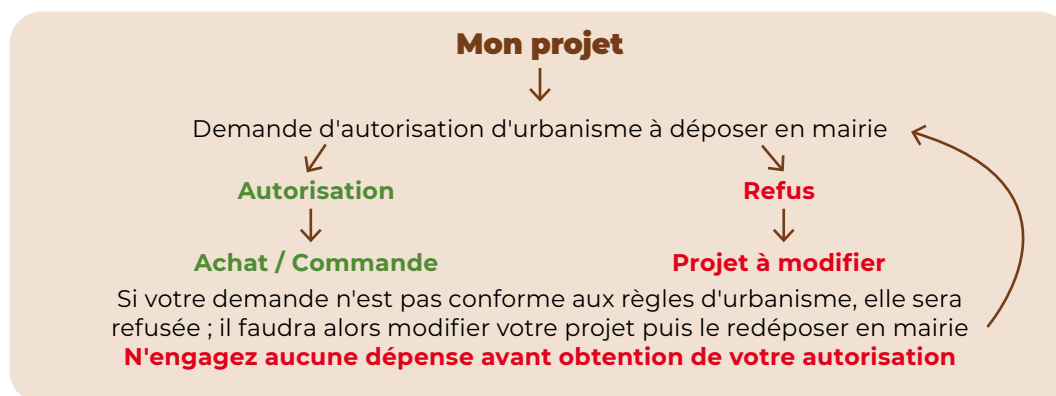 Mon projet
Demande d'autorisation d'urbanisme à déposer en mairie
Autorisation
Refus
Achat / Commande
Projet à modifier
Si votre demande n'est pas conforme aux règles d'urbanisme, elle sera
refusée ; il faudra alors modifier votre projet puis le redéposer en mairie
N'engagez aucune dépense avant obtention de votre autorisation